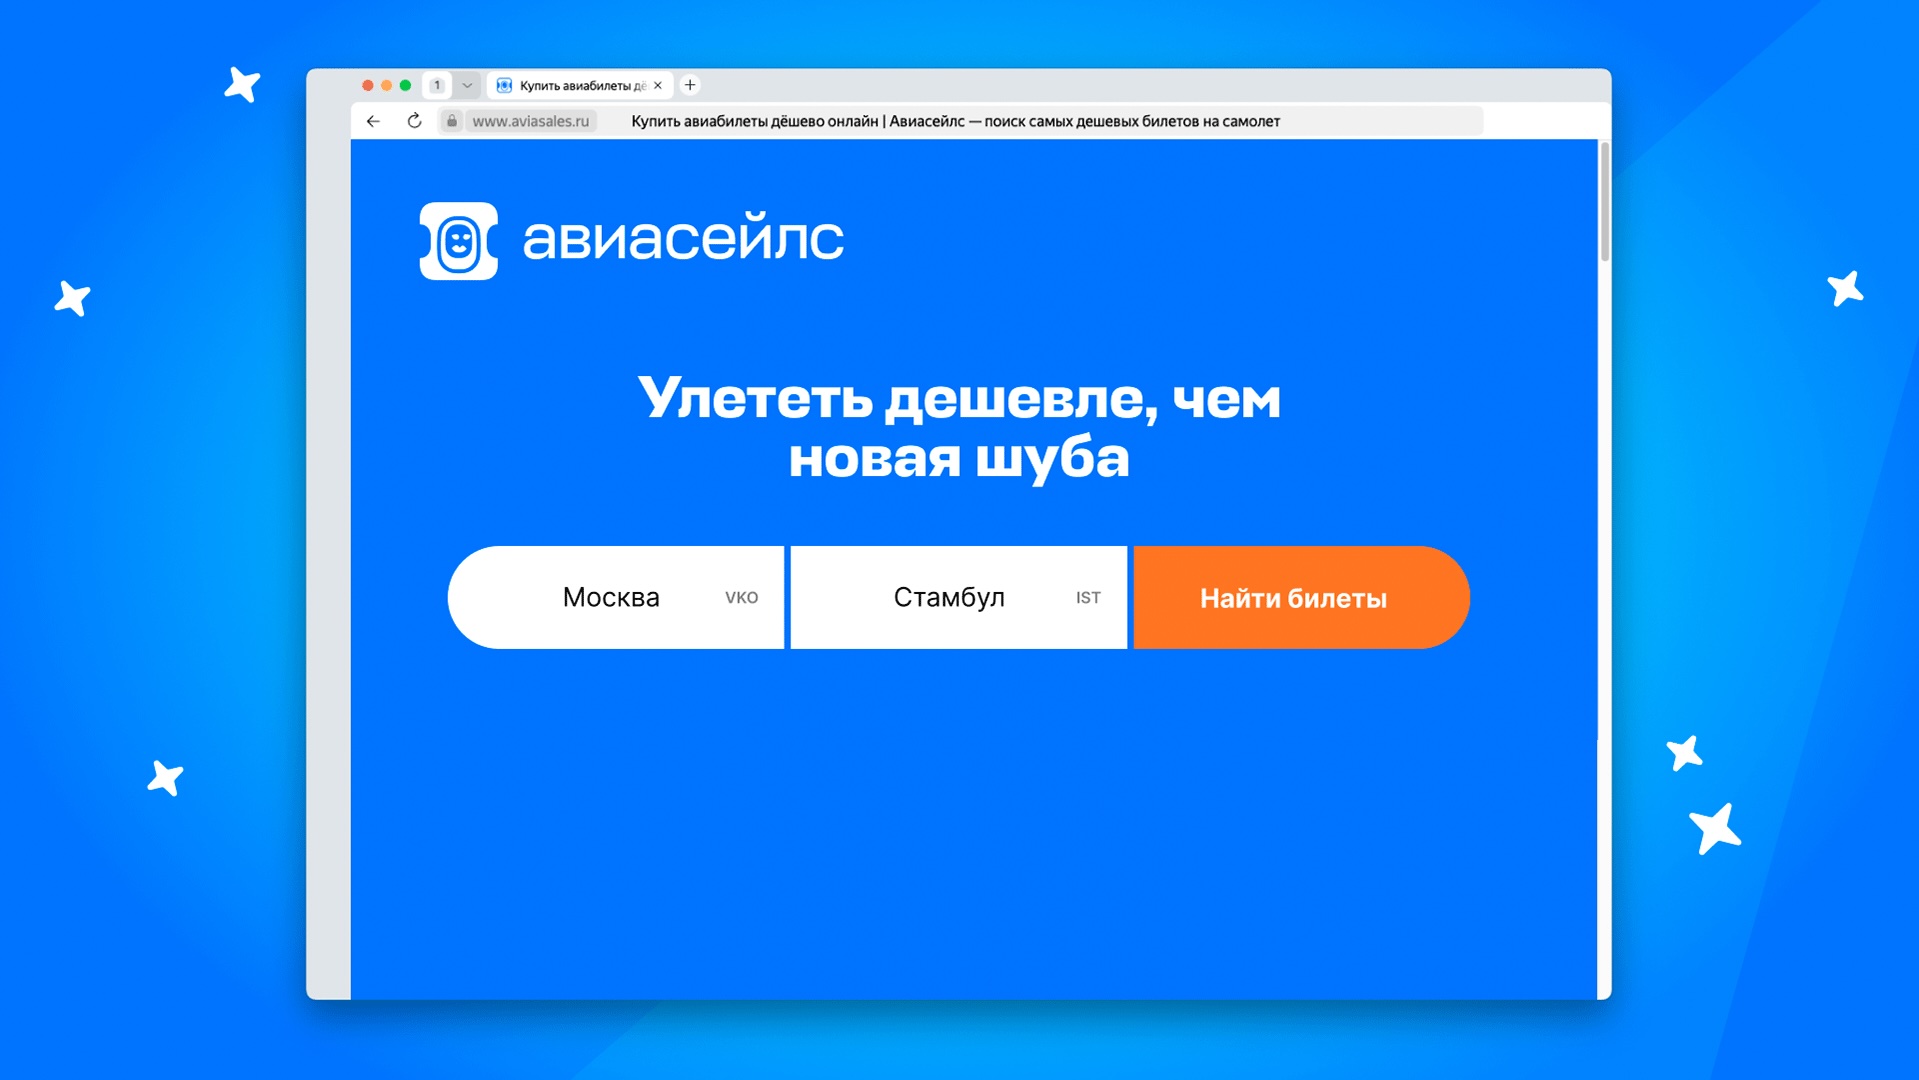 1
Купить авиабилеты дё
www.aviasales.ru
Купить авиабилеты дёшево онлайн | Авиасейлс — поиск самых дешевых билетов на самолет
авиасейлс
Улететь дешевле, чем
новая шуба
Москва VKO
Стамбул IST
Найти билеты